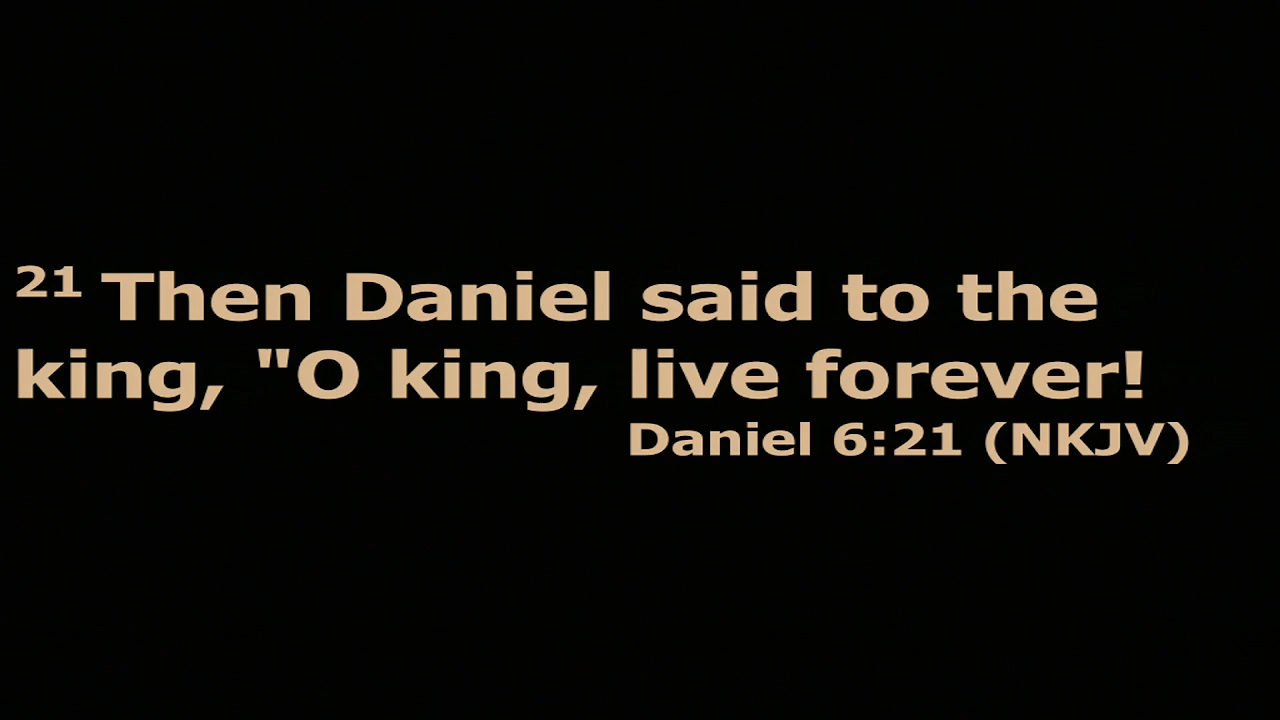 21 Then Daniel said to the
king, "O king, live forever!
Daniel 6:21 (NKJV)